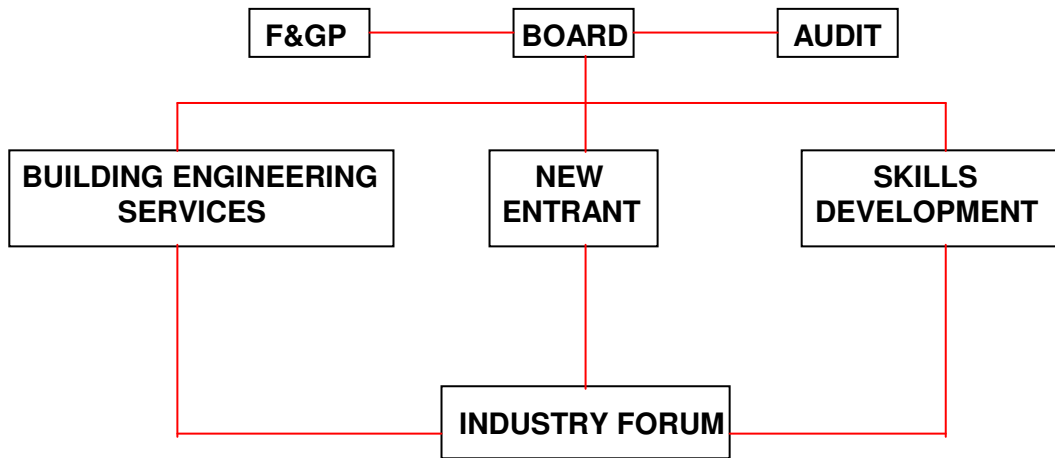 F&GP
BOARD
AUDIT
BUILDING ENGINEERING
SERVICES
NEW
ENTRANT
SKILLS
DEVELOPMENT
INDUSTRY FORUM